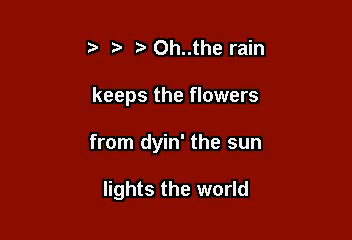 > > > Oh..the rain
keeps the flowers
from dyin' the sun
lights the world